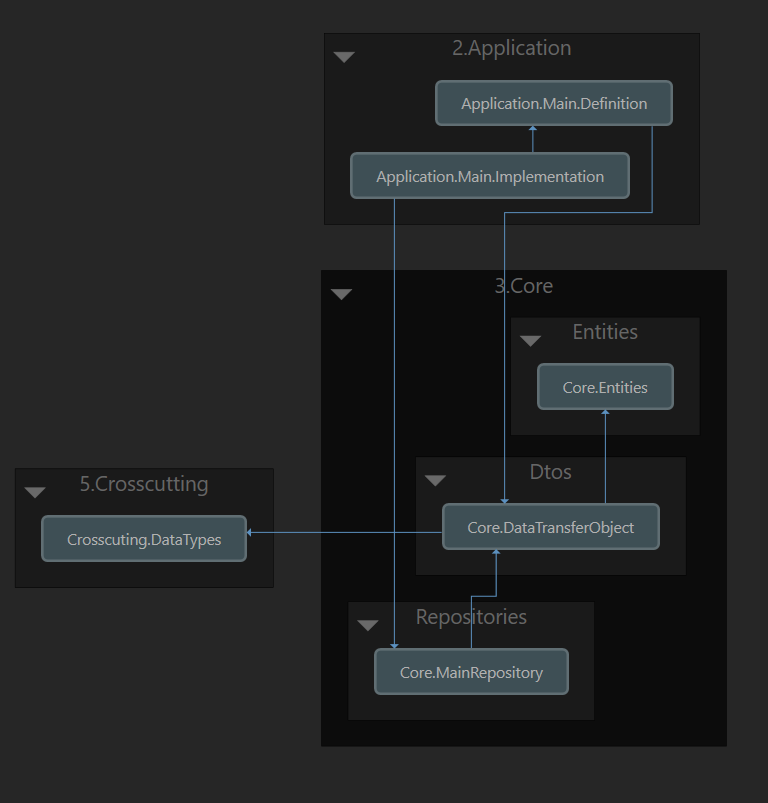 2.Application
Application.Main.Definition
Application.Main.Implementation
3.Core
Entities
Core.Entities
Dtos
Core.DataTransferObject
5.Crosscutting
Crosscuting.DataTypes
Repositories
Core.MainRepository